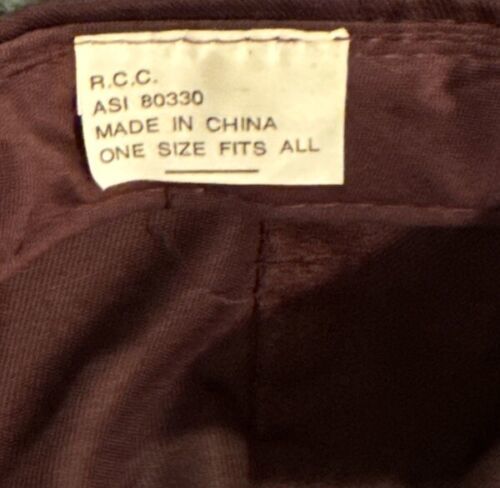 R.C.C.
ASI 80330
MADE IN CHINA
ONE SIZE FITS ALL